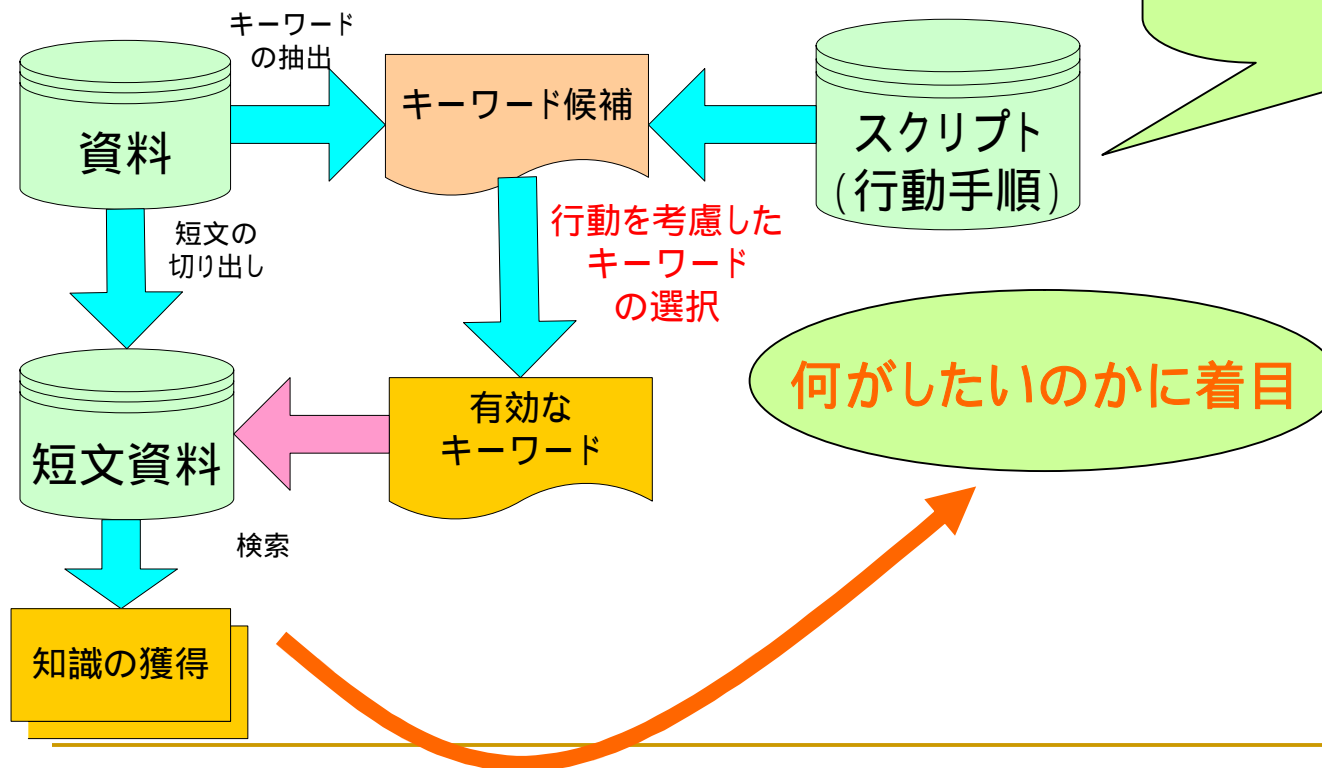 キーワード
の抽出
資料
キーワード候補
スクリプト
(行動手順)
短文の
切り出し
行動を考慮した
キーワード
の選択
何がしたいのかに着目
有効な
キーワード
短文資料
検索
知識の獲得